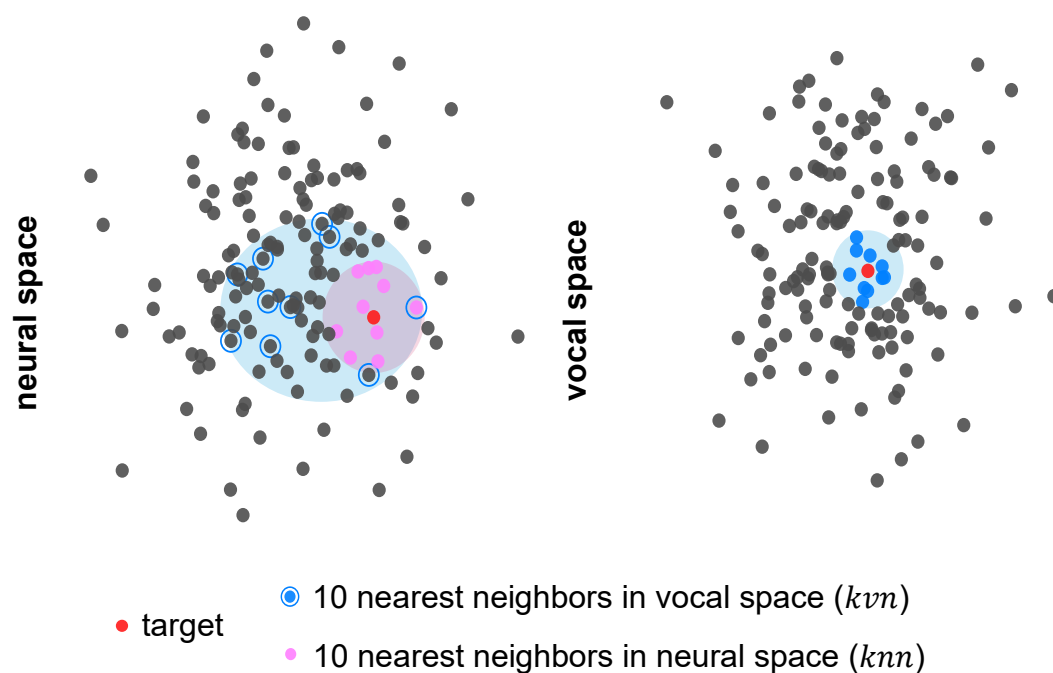 neural space
vocal space
target
10 nearest neighbors in vocal space (kvn)
10 nearest neighbors in neural space (knn)